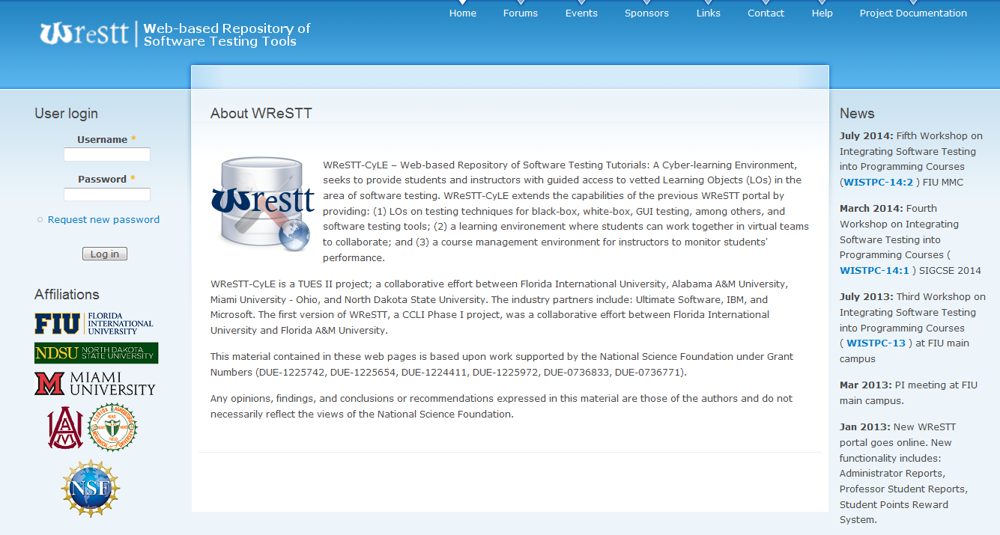 Home Forums Events Sponsors Links Contact Help Project Documentation
Wrestt Web-based Repository of
Software Testing Tools
User login
Username *
Password *
Request new password
Log in
Affiliations
FIU FLORIDA
INTERNATIONAL
UNIVERSITY
NDSU NORTH DAKOTA
STATE UNIVERSITY
M MIAMI
UNIVERSITY
NSF
About WReSTT
Wrestt
WReSTT-CyLE – Web-based Repository of Software Testing Tutorials: A Cyber-learning Environment,
seeks to provide students and instructors with guided access to vetted Learning Objects (LOs) in the
area of software testing. WReSTT-CyLE extends the capabilities of the previous WReSTT portal by
providing: (1) LOs on testing techniques for black-box, white-box, GUI testing, among others, and
software testing tools; (2) a learning environement where students can work together in virtual teams
to collaborate; and (3) a course management environment for instructors to monitor students'
performance.
WReSTT-CyLE is a TUES II project; a collaborative effort between Florida International University, Alabama A&M University,
Miami University - Ohio, and North Dakota State University. The industry partners include: Ultimate Software, IBM, and
Microsoft. The first version of WReSTT, a CCLI Phase I project, was a collaborative effort between Florida International
University and Florida A&M University.
This material contained in these web pages is based upon work supported by the National Science Foundation under Grant
Numbers (DUE-1225742, DUE-1225654, DUE-1224411, DUE-1225972, DUE-0736833, DUE-0736771).
Any opinions, findings, and conclusions or recommendations expressed in this material are those of the authors and do not
necessarily reflect the views of the National Science Foundation.
News
July 2014: Fifth Workshop on
Integrating Software Testing
into Programming Courses
(WISTPC-14:2 ) FIU MMC
March 2014: Fourth
Workshop on Integrating
Software Testing into
Programming Courses (
WISTPC-14:1 ) SIGCSE 2014
July 2013: Third Workshop on
Integrating Software Testing
into Programming Courses
( WISTPC-13 ) at FIU main
campus
Mar 2013: PI meeting at FIU
main campus.
Jan 2013: New WReSTT
portal goes online. New
functionality includes:
Administrator Reports,
Professor Student Reports,
Student Points Reward
System.